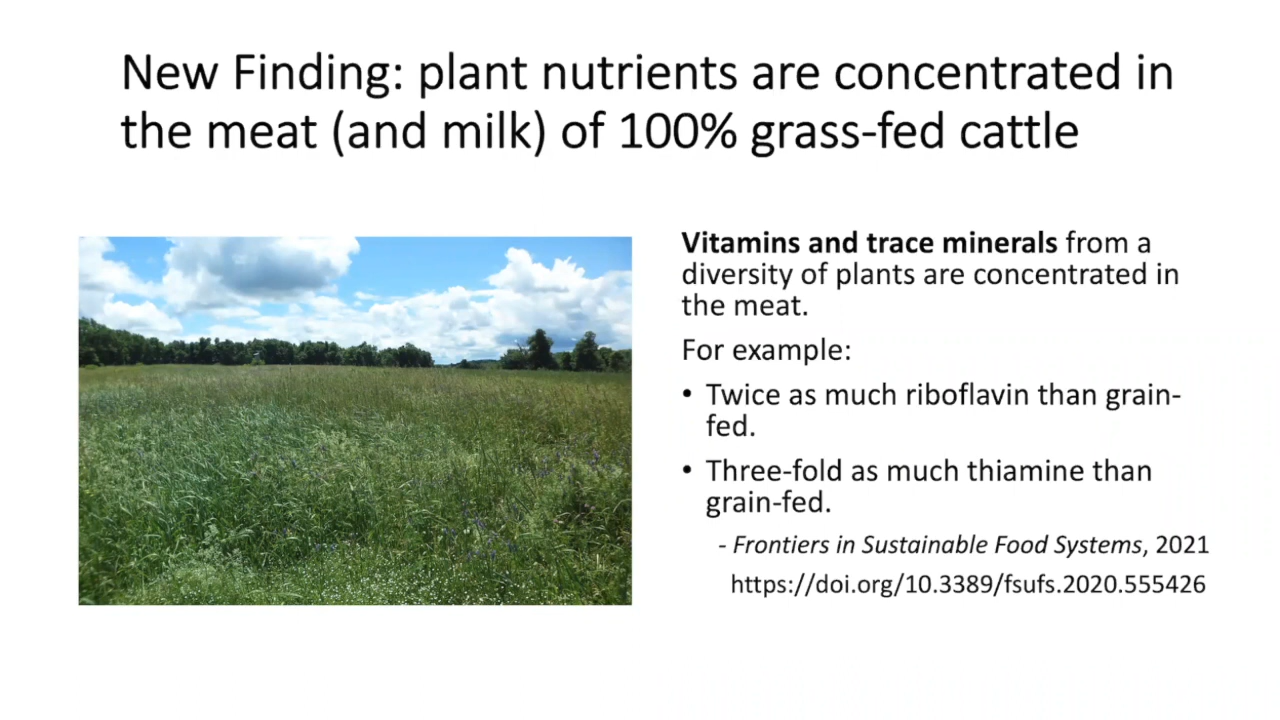 New Finding: plant nutrients are concentrated in
the meat (and milk) of 100% grass-fed cattle
Vitamins and trace minerals from a
diversity of plants are concentrated in
the meat.
For example:
• Twice as much riboflavin than grain-
fed.
• Three-fold as much thiamine than
grain-fed.
- Frontiers in Sustainable Food Systems, 2021
https://doi.org/10.3389/fsufs.2020.555426